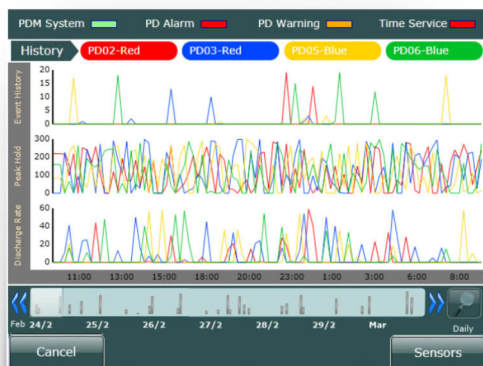 PDM System PD Alarm PD Warning Time Service
History PD02-Red PD03-Red PD05-Blue PD06-Blue
Event History
20
15
10
5
0
Peak Hold
300
200
100
0
Discharge Rate
60
40
20
0
11:00 13:00 15:00 18:00 20:00 23:00 1:00 3:00 6:00 8:00
Feb 24/2 25/2 26/2 27/2 28/2 29/2 Mar Daily
Cancel Sensors